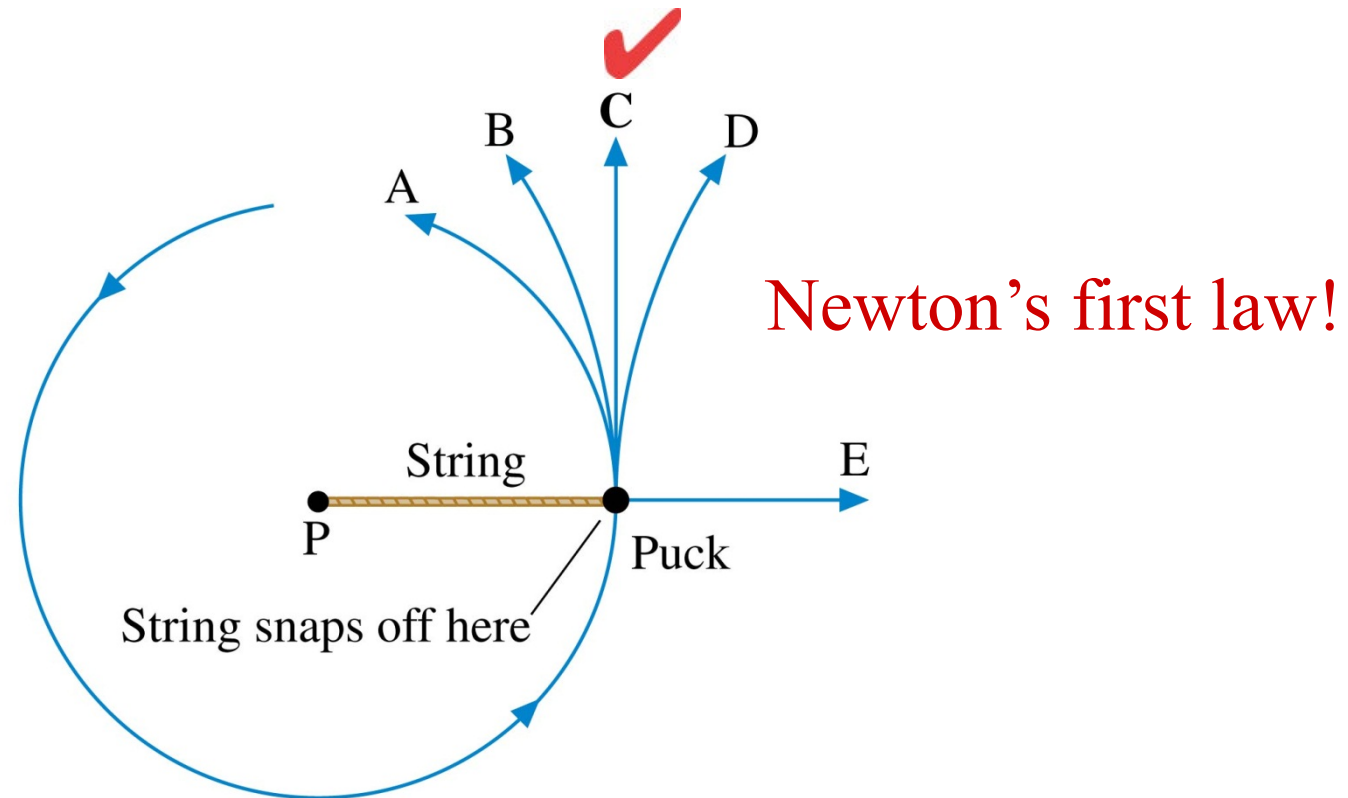 C
B
D
A
Newton’s first law!
String
E
P
Puck
String snaps off here